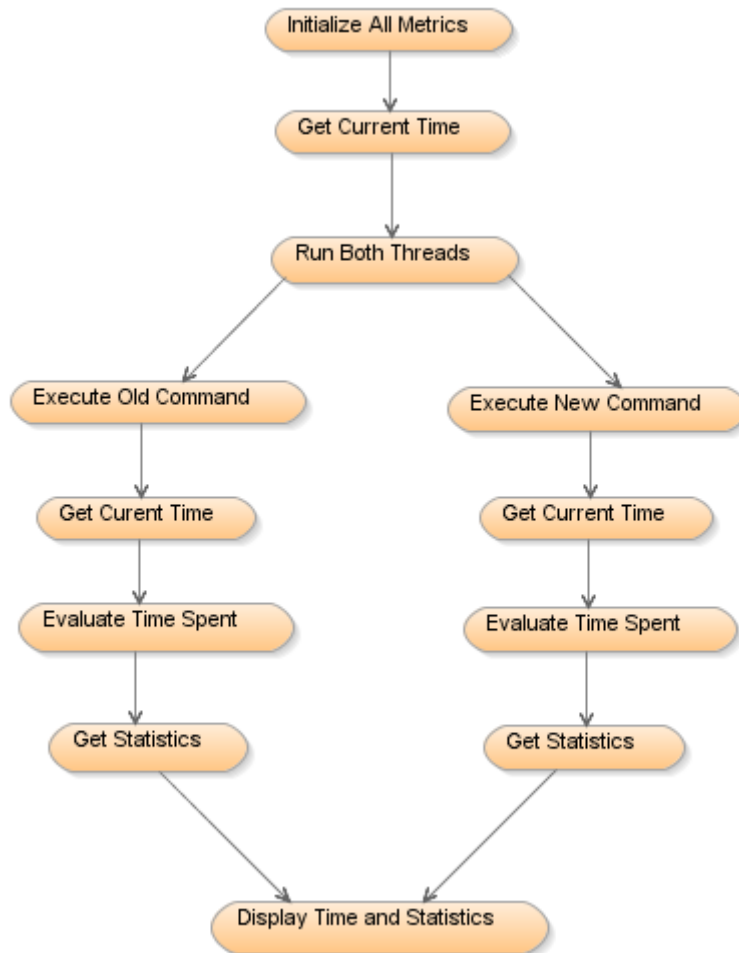 Initialize All Metrics
Get Current Time
Run Both Threads
Execute Old Command
Execute New Command
Get Curent Time
Get Current Time
Evaluate Time Spent
Evaluate Time Spent
Get Statistics
Get Statistics
Display Time and Statistics